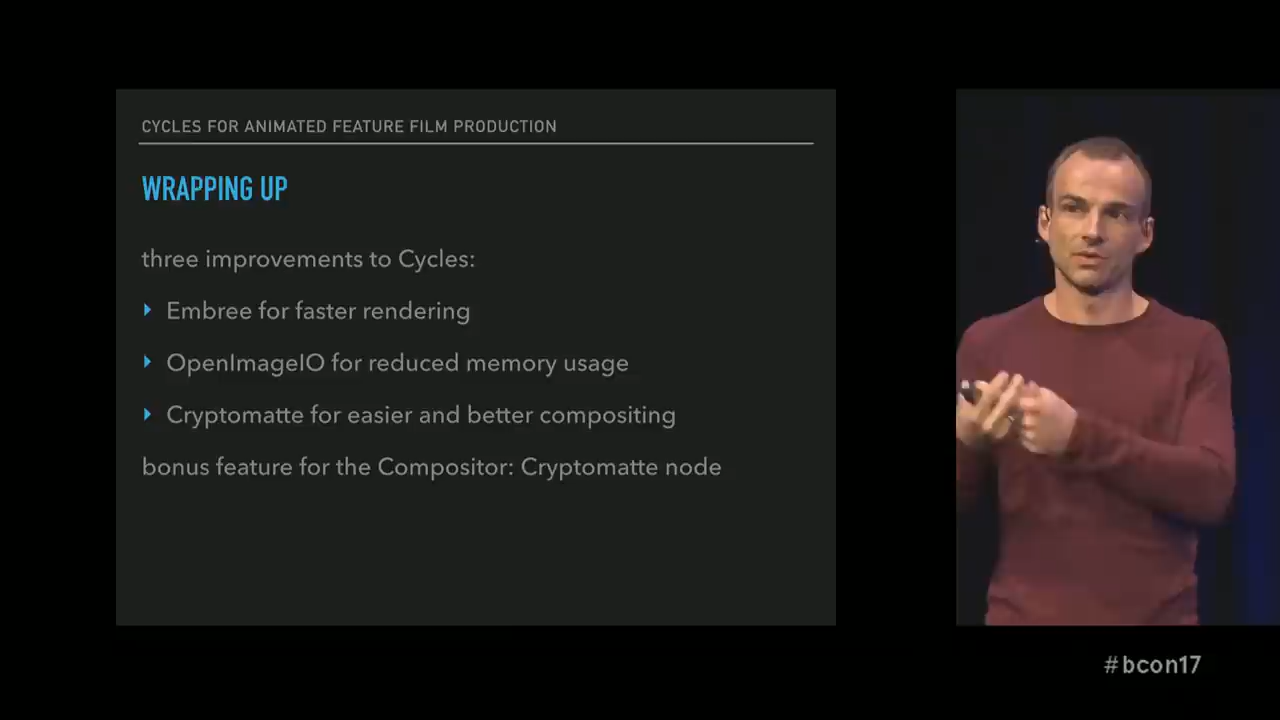 CYCLES FOR ANIMATED FEATURE FILM PRODUCTION
WRAPPING UP
three improvements to Cycles:
Embree for faster rendering
OpenImageIO for reduced memory usage
Cryptomatte for easier and better compositing
bonus feature for the Compositor: Cryptomatte node
#bcon17